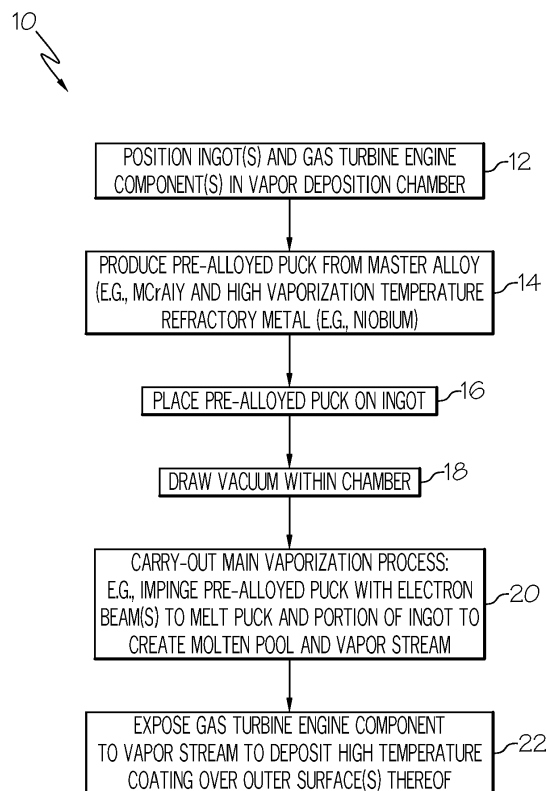 10
POSITION INGOT(S) AND GAS TURBINE ENGINE
COMPONENT(S) IN VAPOR DEPOSITION CHAMBER
12
PRODUCE PRE-ALLOYED PUCK FROM MASTER ALLOY
(E.G., MCrAlY AND HIGH VAPORIZATION TEMPERATURE
REFRACTORY METAL (E.G., NIOBIUM)
14
PLACE PRE-ALLOYED PUCK ON INGOT
16
DRAW VACUUM WITHIN CHAMBER
18
CARRY-OUT MAIN VAPORIZATION PROCESS:
E.G., IMPINGE PRE-ALLOYED PUCK WITH ELECTRON
BEAM(S) TO MELT PUCK AND PORTION OF INGOT TO
CREATE MOLTEN POOL AND VAPOR STREAM
20
EXPOSE GAS TURBINE ENGINE COMPONENT
TO VAPOR STREAM TO DEPOSIT HIGH TEMPERATURE
COATING OVER OUTER SURFACE(S) THEREOF
22